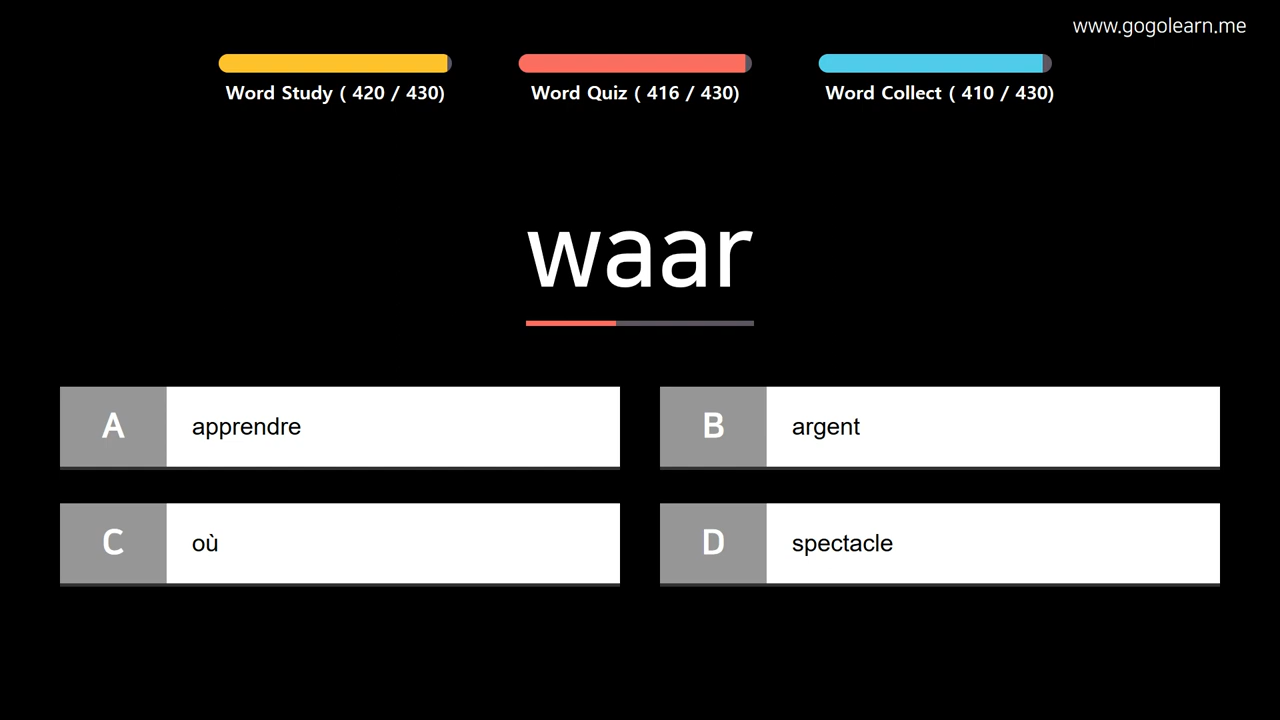 www.gogolearn.me
Word Study ( 420 / 430)
Word Quiz ( 416 / 430)
Word Collect ( 410 / 430)
waar
A apprendre
B argent
C où
D spectacle